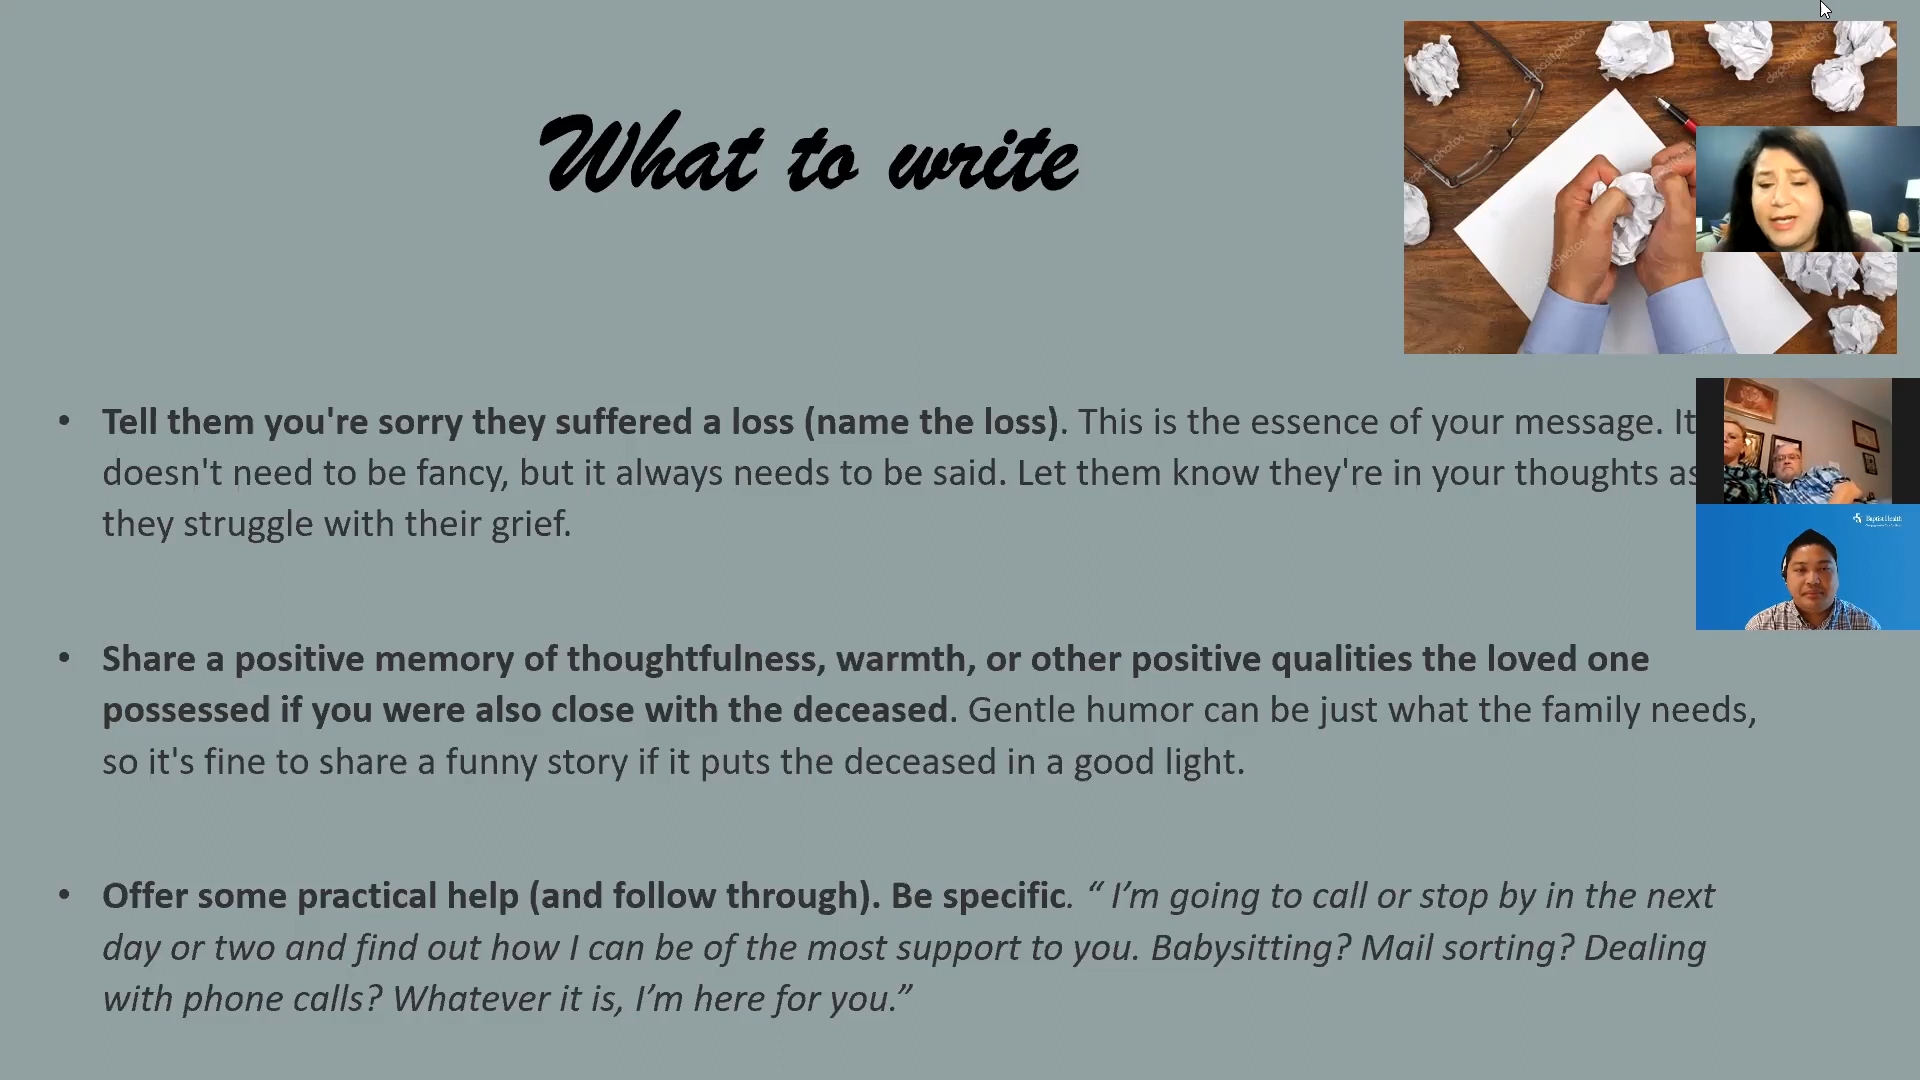 What to write
depositphotos
• Tell them you're sorry they suffered a loss (name the loss). This is the essence of your message. It
doesn't need to be fancy, but it always needs to be said. Let them know they're in your thoughts as
they struggle with their grief.
Baptist Health
• Share a positive memory of thoughtfulness, warmth, or other positive qualities the loved one
possessed if you were also close with the deceased. Gentle humor can be just what the family needs,
so it's fine to share a funny story if it puts the deceased in a good light.
• Offer some practical help (and follow through). Be specific. “ I’m going to call or stop by in the next
day or two and find out how I can be of the most support to you. Babysitting? Mail sorting? Dealing
with phone calls? Whatever it is, I’m here for you.”